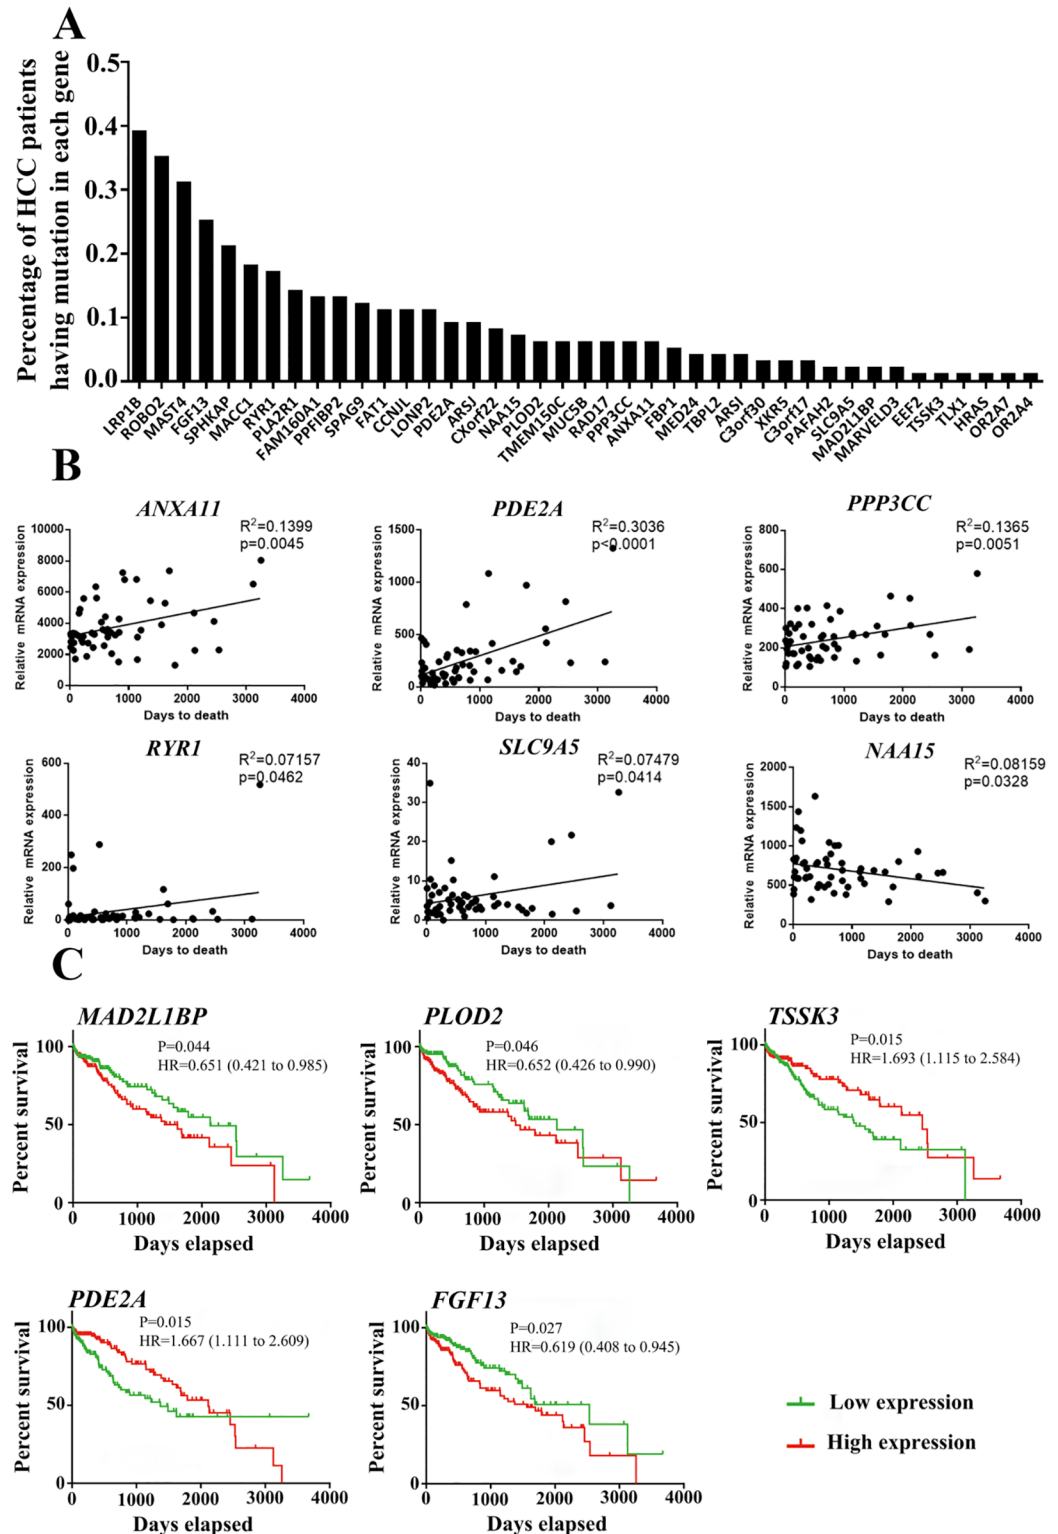 A
Percentage of HCC patients
having mutation in each gene
0.5
0.4
0.3
0.2
0.1
0.0
LRP1B
ROBO2
MAST4
FGF13
SPHKAP
MACC1
RYR1
PLA2R1
FAM160A1
PPFIBP2
SPAG9
FAT1
CCNJL
LONP2
PDE2A
ARSJ
CXorf22
NAA15
PLOD2
TMEM150C
MUC5B
RAD17
PPP3CC
ANXA11
FBP1
MED24
TBPL2
ARSI
C3orf30
XKR5
C3orf17
PAFAH2
SLC9A5
MAD2L1BP
MARVELD3
EEF2
TSSK3
TLX1
HRAS
OR2A7
OR2A4
B
ANXA11
R²=0.1399
p=0.0045
Relative mRNA expression
10000
8000
6000
4000
2000
0
0 1000 2000 3000 4000
Days to death
PDE2A
R²=0.3036
p<0.0001
Relative mRNA expression
1500
1000
500
0
0 1000 2000 3000 4000
Days to death
PPP3CC
R²=0.1365
p=0.0051
Relative mRNA expression
800
600
400
200
0
0 1000 2000 3000 4000
Days to death
RYR1
R²=0.07157
p=0.0462
Relative mRNA expression
600
400
200
0
0 1000 2000 3000 4000
Days to death
SLC9A5
R²=0.07479
p=0.0414
Relative mRNA expression
40
30
20
10
0
0 1000 2000 3000 4000
Days to death
NAA15
R²=0.08159
p=0.0328
Relative mRNA expression
2000
1500
1000
500
0
0 1000 2000 3000 4000
Days to death
C
MAD2L1BP
P=0.044
HR=0.651 (0.421 to 0.985)
Percent survival
100
50
0
0 1000 2000 3000 4000
Days elapsed
PLOD2
P=0.046
HR=0.652 (0.426 to 0.990)
Percent survival
100
50
0
0 1000 2000 3000 4000
Days elapsed
TSSK3
P=0.015
HR=1.693 (1.115 to 2.584)
Percent survival
100
50
0
0 1000 2000 3000 4000
Days elapsed
PDE2A
P=0.015
HR=1.667 (1.111 to 2.609)
Percent survival
100
50
0
0 1000 2000 3000 4000
Days elapsed
FGF13
P=0.027
HR=0.619 (0.408 to 0.945)
Percent survival
100
50
0
0 1000 2000 3000 4000
Days elapsed
Low expression
High expression